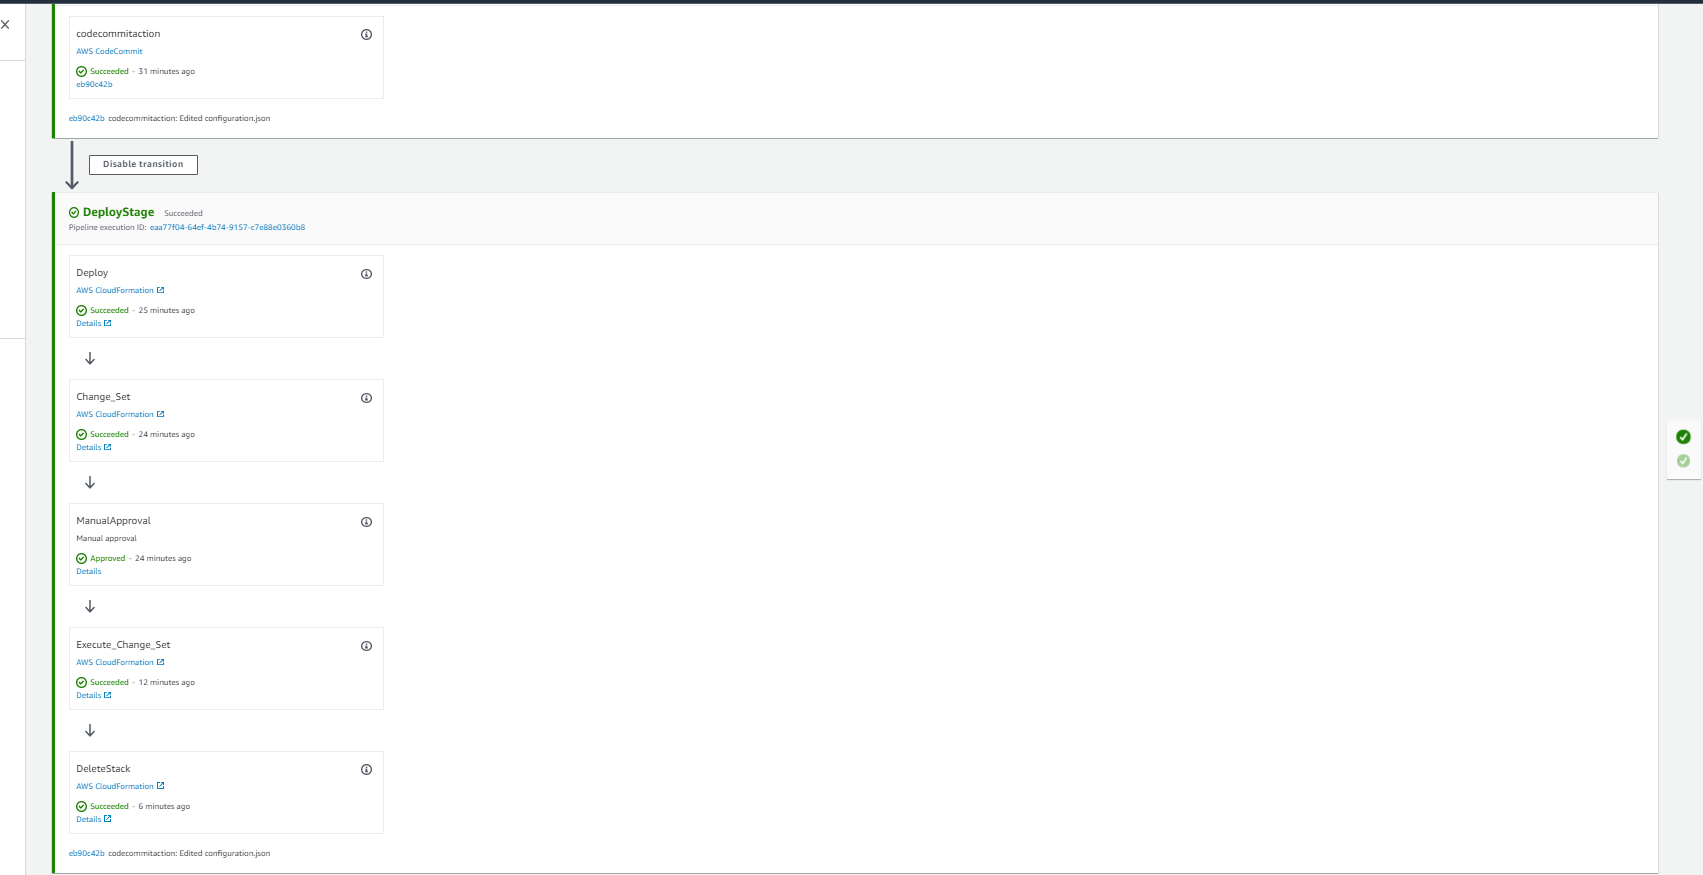 codecommitaction
AWS CodeCommit
Succeeded - 31 minutes ago
eb90c42b
eb90c42b codecommitaction: Edited configuration.json
Disable transition
DeployStage Succeeded
Pipeline execution ID: eaa77f04-64ef-4b74-9157-c7e88e0360b8
Deploy
AWS CloudFormation
Succeeded - 25 minutes ago
Details
Change_Set
AWS CloudFormation
Succeeded - 24 minutes ago
Details
ManualApproval
Manual approval
Approved - 24 minutes ago
Details
Execute_Change_Set
AWS CloudFormation
Succeeded - 12 minutes ago
Details
DeleteStack
AWS CloudFormation
Succeeded - 6 minutes ago
Details
eb90c42b codecommitaction: Edited configuration.json